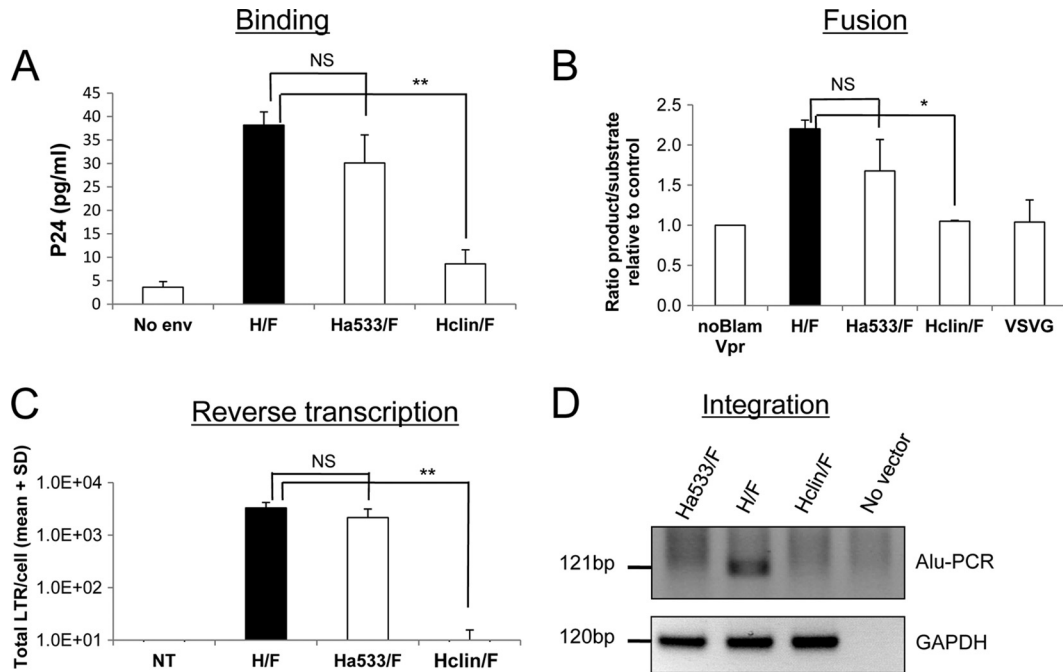 A
Binding
NS
**
P24 (pg/ml)
45
40
35
30
25
20
15
10
5
0
No env
H/F
Ha533/F
Hclin/F
B
Fusion
NS
*
Ratio product/substrate
relative to control
2.5
2.0
1.5
1.0
0.5
0.0
noBlam
Vpr
H/F
Ha533/F
Hclin/F
VSVG
C
Reverse transcription
NS
**
Total LTR/cell (mean + SD)
1.0E+04
1.0E+03
1.0E+02
1.0E+01
NT
H/F
Ha533/F
Hclin/F
D
Integration
Ha533/F
H/F
Hclin/F
No vector
121bp
Alu-PCR
120bp
GAPDH